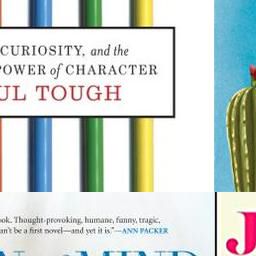 CURIOSITY, and the
POWER of CHARACTER
UL TOUGH
ook. Thought-provoking, humane, funny, tragic,
an't be a first novel—and yet it is."—ANN PACKER
MIND
J